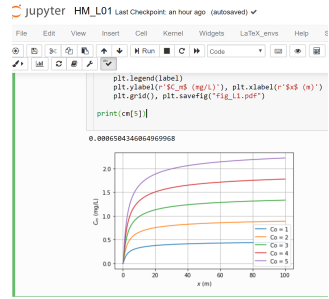 jupyter HM_L01 Last Checkpoint: an hour ago (autosaved)
File Edit View Insert Cell Kernel Widgets LaTeX_envs Help S
Run Code
plt.legend(label)
plt.ylabel(r'$C_m$ (mg/L)'), plt.xlabel(r'$x$ (m)')
plt.grid(), plt.savefig("fig_L1.pdf")
print(cm[5])
0.0006504346064969968
2.0
1.5
1.0
0.5
0.0
Cₘ (mg/L)
Co = 1
Co = 2
Co = 3
Co = 4
Co = 5
0 20 40 60 80 100
x (m)